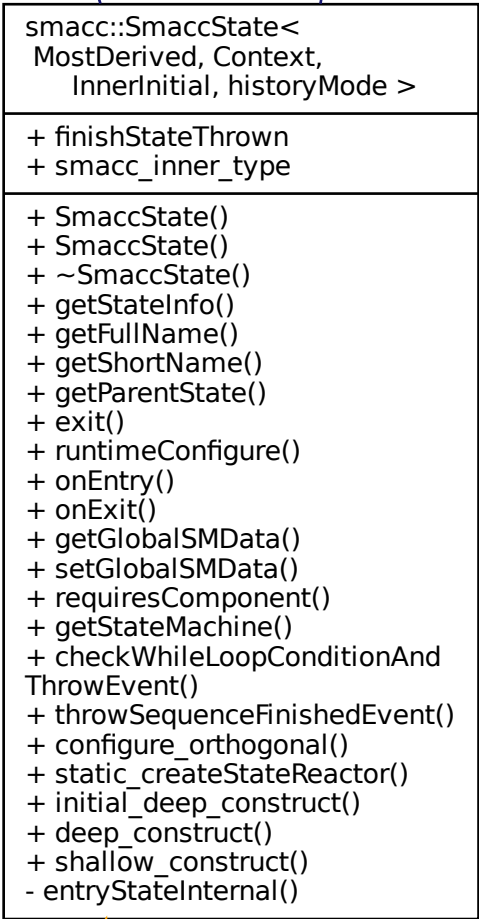 smacc::SmaccState<
MostDerived, Context,
InnerInitial, historyMode >
+ finishStateThrown
+ smacc_inner_type
+ SmaccState()
+ SmaccState()
+ ~SmaccState()
+ getStateInfo()
+ getFullName()
+ getShortName()
+ getParentState()
+ exit()
+ runtimeConfigure()
+ onEntry()
+ onExit()
+ getGlobalSMData()
+ setGlobalSMData()
+ requiresComponent()
+ getStateMachine()
+ checkWhileLoopConditionAnd
ThrowEvent()
+ throwSequenceFinishedEvent()
+ configure_orthogonal()
+ static_createStateReactor()
+ initial_deep_construct()
+ deep_construct()
+ shallow_construct()
- entryStateInternal()